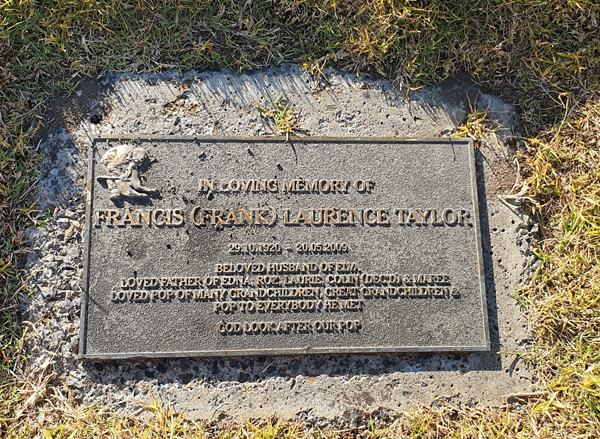 IN LOVING MEMORY OF
FRANCIS (FRANK) LAURENCE TAYLOR
29.10.1920 - 20.05.2009
BELOVED HUSBAND OF EDA,
LOVED FATHER OF EDNA, ROZ, LAURIE, COLIN (DEC'D) & MAREE
LOVED POP OF MANY GRANDCHILDREN, GREAT GRANDCHILDREN &
POP TO EVERYBODY HE MET
GOD LOOK AFTER OUR POP